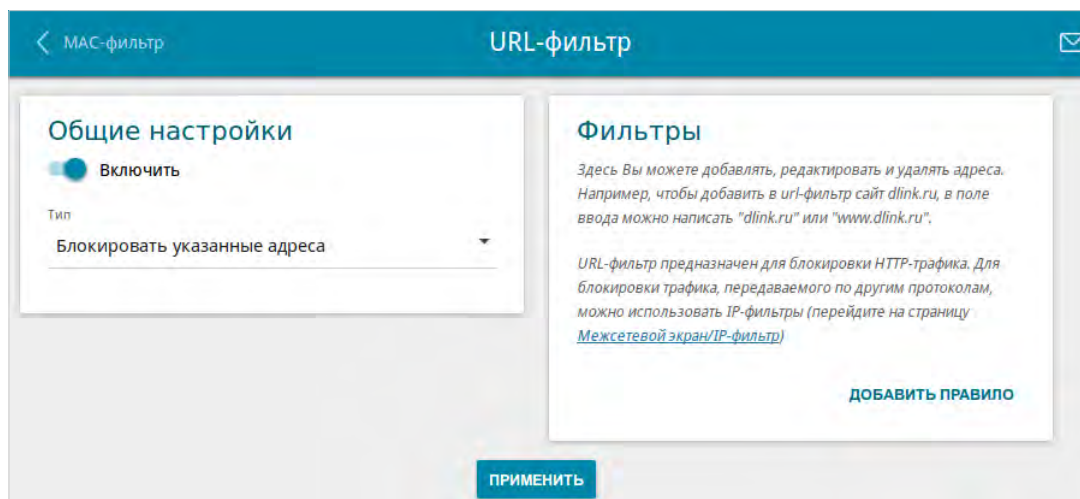 МАС-фильтр
URL-фильтр
Общие настройки
Включить
Тип
Блокировать указанные адреса
Фильтры
Здесь Вы можете добавлять, редактировать и удалять адреса.
Например, чтобы добавить в url-фильтр сайт dlink.ru, в поле
ввода можно написать "dlink.ru" или "www.dlink.ru".
URL-фильтр предназначен для блокировки HTTP-трафика. Для
блокировки трафика, передаваемого по другим протоколам,
можно использовать IP-фильтры (перейдите на страницу
Межсетевой экран/IP-фильтр)
ДОБАВИТЬ ПРАВИЛО
ПРИМЕНИТЬ